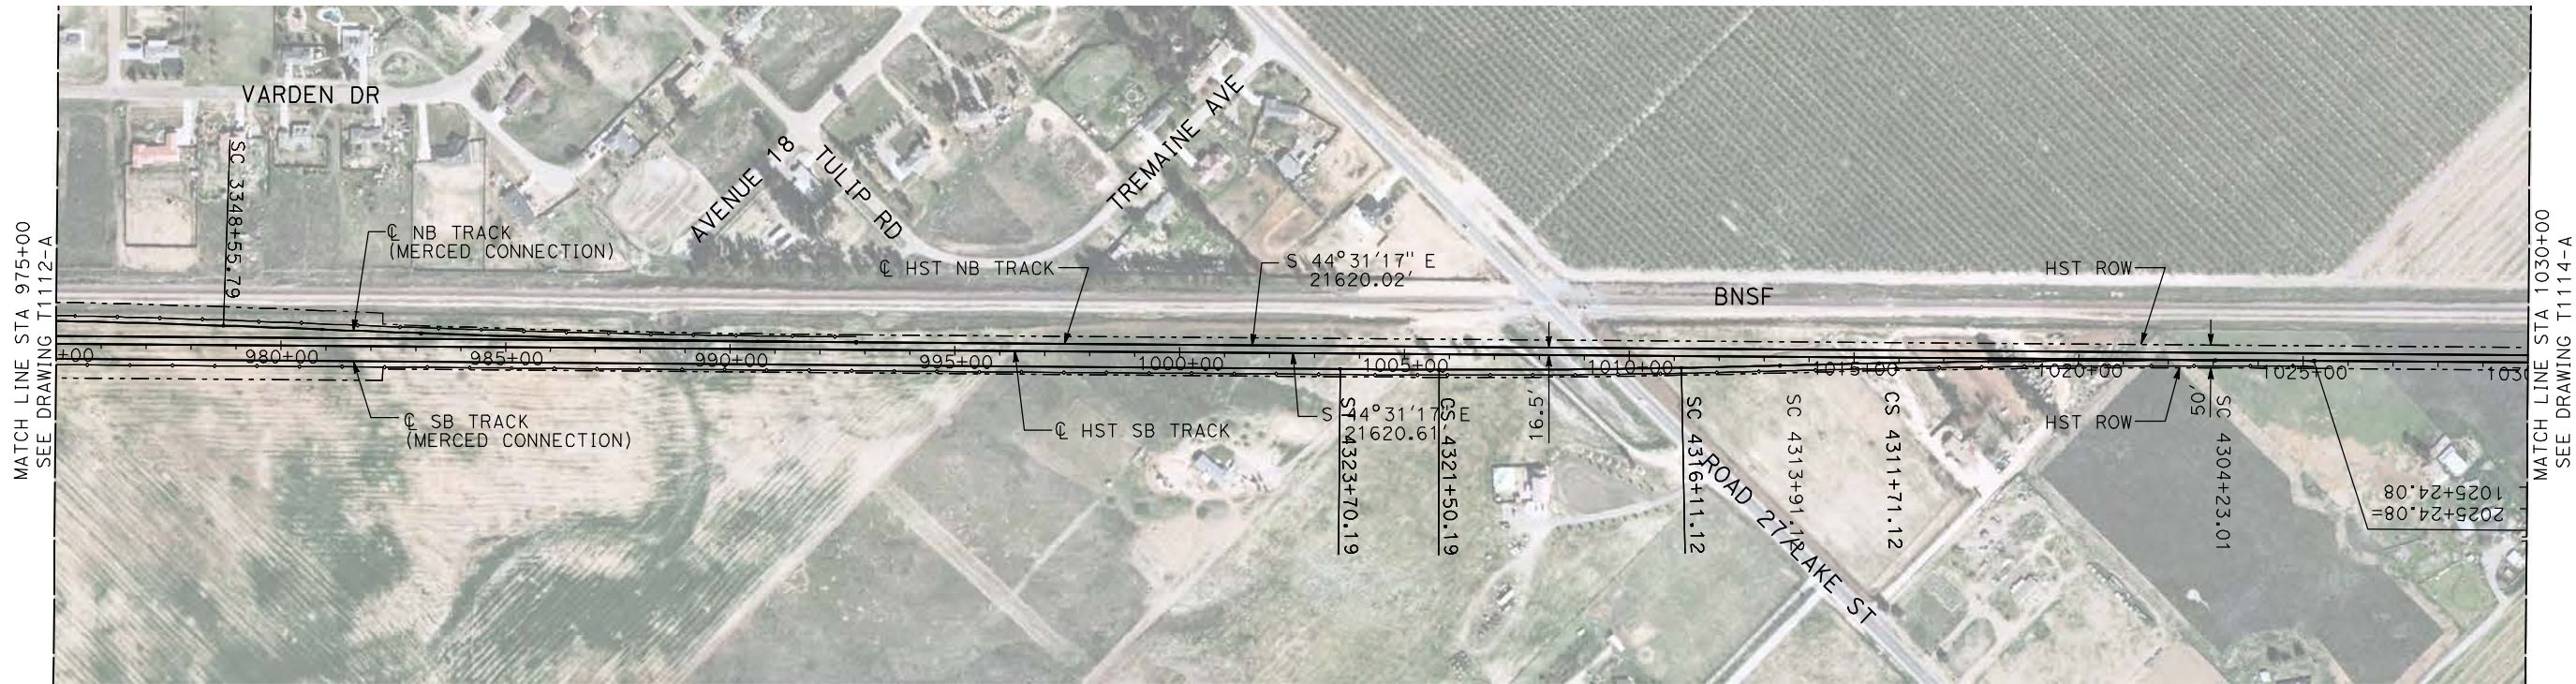 MATCH LINE STA 975+00
SEE DRAWING T1112-A
VARDEN DR
SC 3348+55.79
℄ NB TRACK
(MERCED CONNECTION)
AVENUE 18
TULIP RD
TREMAINE AVE
℄ HST NB TRACK
S 44°31'17" E
21620.02'
BNSF
HST ROW
+00
980+00
985+00
990+00
995+00
1000+00
1005+00
1010+00
1015+00
1020+00
1025+00
1030
℄ SB TRACK
(MERCED CONNECTION)
℄ HST SB TRACK
S 44°31'17" E
21620.61'
ST 4323+70.19
CS 4321+50.19
16.5'
SC 4316+11.12
ROAD 27/LAKE ST
SC 4313+91.12
CS 4311+71.12
HST ROW
50'
SC 4304+23.01
2025+24.08=
1025+24.08
MATCH LINE STA 1030+00
SEE DRAWING T1114-A